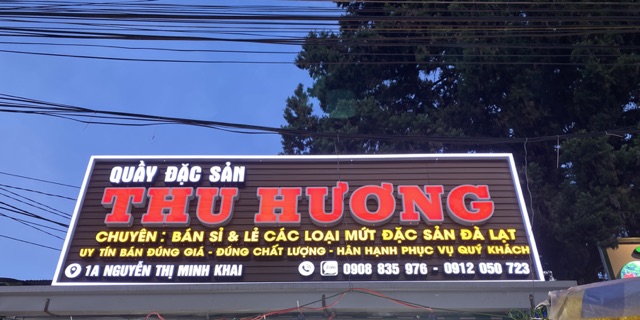 QUẦY ĐẶC SẢN
THU HƯƠNG
CHUYÊN : BÁN SỈ & LẺ CÁC LOẠI MỨT ĐẶC SẢN ĐÀ LẠT
UY TÍN BÁN ĐÚNG GIÁ - ĐÚNG CHẤT LƯỢNG - HÂN HẠNH PHỤC VỤ QUÝ KHÁCH
1A NGUYỄN THỊ MINH KHAI
0908 835 976 - 0912 050 723